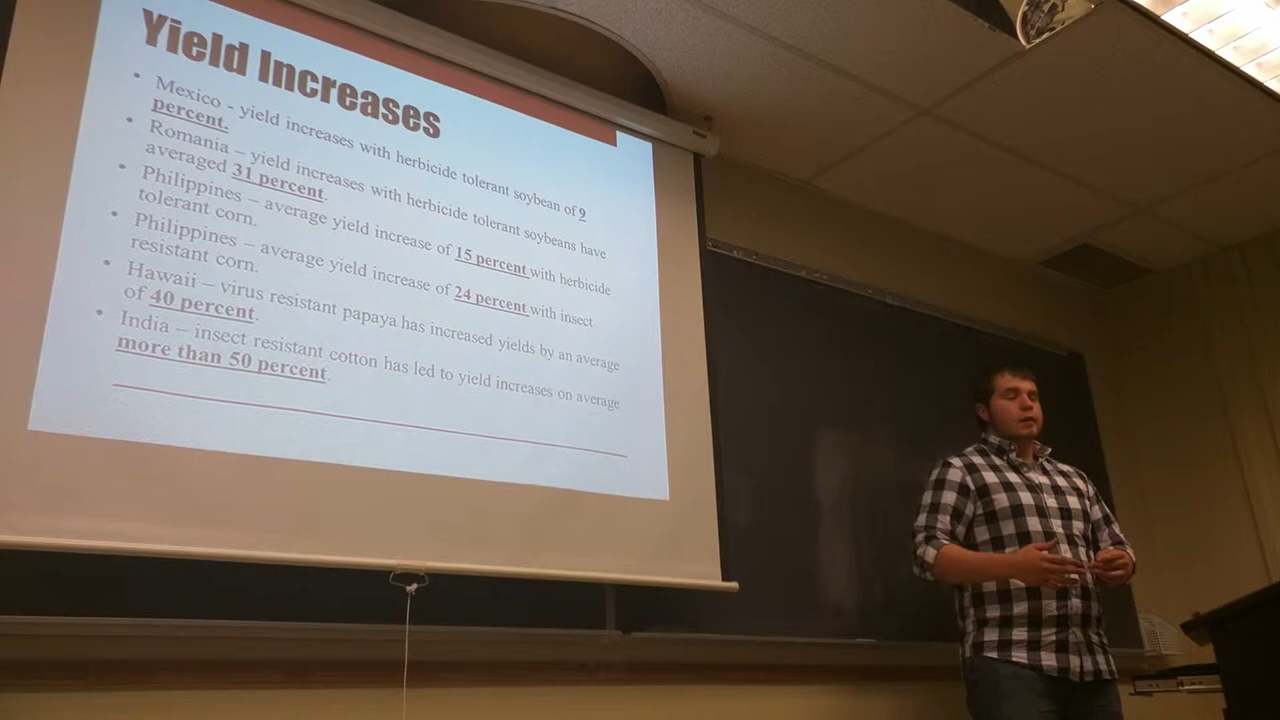 Yield Increases
• Mexico - yield increases with herbicide tolerant soybean of 9
percent.
• Romania – yield increases with herbicide tolerant soybeans have
averaged 31 percent.
• Philippines – average yield increase of 15 percent with herbicide
tolerant corn.
• Philippines – average yield increase of 24 percent with insect
resistant corn.
• Hawaii – virus resistant papaya has increased yields by an average
of 40 percent.
• India – insect resistant cotton has led to yield increases on average
more than 50 percent.